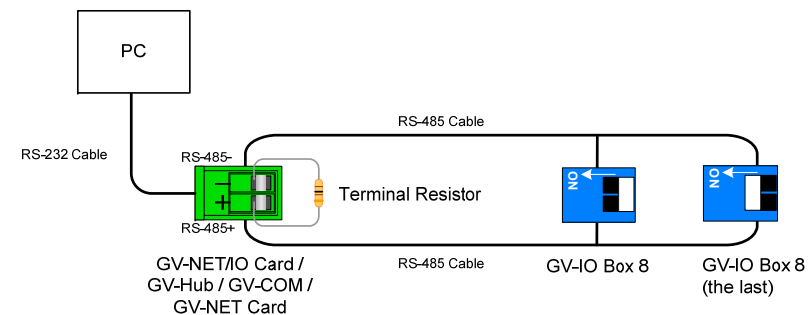 PC
RS-485 Cable
RS-232 Cable
RS-485-
ON
ON
Terminal Resistor
RS-485+
GV-NET/IO Card /
GV-Hub / GV-COM /
GV-NET Card
RS-485 Cable
GV-IO Box 8
GV-IO Box 8
(the last)